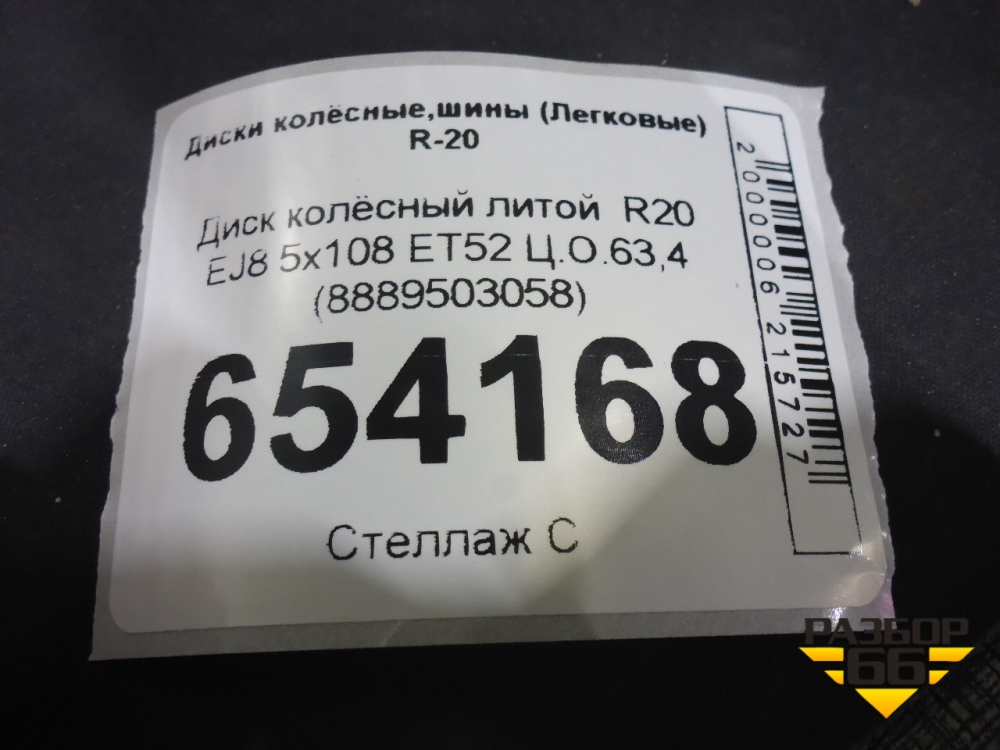 Диски колёсные,шины (Легковые)
R-20
Диск колёсный литой R20
EJ8 5x108 ET52 Ц.О.63,4
(8889503058)
654168
Стеллаж С
2000006215727
РАЗБОР
66